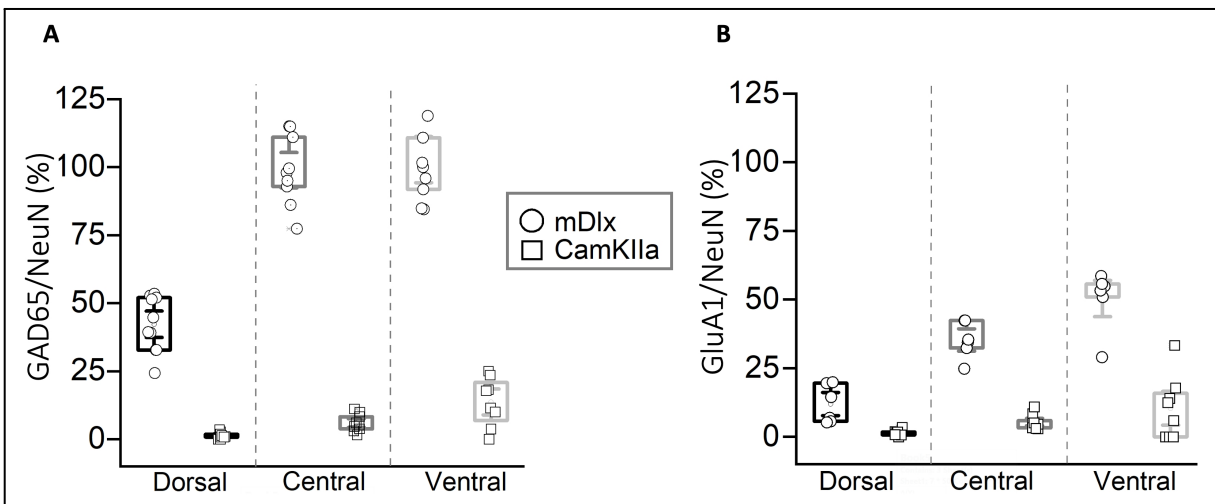 A
GAD65/NeuN (%)
125
100
75
50
25
0
Dorsal Central Ventral
mDlx
CamKIIa
B
GluA1/NeuN (%)
125
100
75
50
25
0
Dorsal Central Ventral